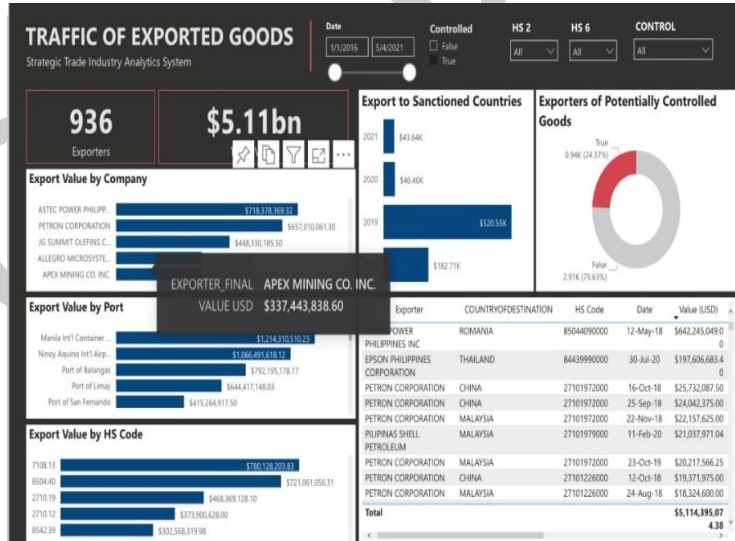 TRAFFIC OF EXPORTED GOODS
Strategic Trade Industry Analytics System
Date
1/1/2016 5/4/2021
Controlled
False
True
HS 2
All
HS 6
All
CONTROL
All
936
Exporters
$5.11bn
Export Value by Company
ASTEC POWER PHILIPP... $718,378,369.32
PETRON CORPORATION $657,010,061.30
JG SUMMIT OLEFINS C... $448,330,185.50
ALLEGRO MICROSYSTE...
APEX MINING CO. INC.
EXPORTER_FINAL APEX MINING CO. INC.
VALUE USD $337,443,838.60
Export to Sanctioned Countries
2021 $43.64K
2020 $46.46K
2019 $520.55K
$182.71K
Exporters of Potentially Controlled
Goods
True
0.94K (24.37%)
False
2.91K (75.63%)
Export Value by Port
Manila Int'l Container ... $1,214,310,510.23
Ninoy Aquino Int'l Airp... $1,066,491,618.12
Port of Batangas $792,195,178.17
Port of Limay $644,417,148.03
Port of San Fernando $415,264,917.50
Export Value by HS Code
7108.13 $780,128,203.83
8504.40 $721,061,056.31
2710.19 $468,369,128.10
2710.12 $373,900,628.00
8542.39 $302,568,319.98
Exporter COUNTRYOFDESTINATION HS Code Date Value (USD)
POWER ROMANIA 85044090000 12-May-18 $642,245,049.0
PHILIPPINES INC 0
EPSON PHILIPPINES THAILAND 84439990000 30-Jul-20 $197,606,683.4
CORPORATION 0
PETRON CORPORATION CHINA 27101972000 16-Oct-18 $25,732,087.50
PETRON CORPORATION CHINA 27101972000 25-Sep-18 $24,042,375.00
PETRON CORPORATION MALAYSIA 27101972000 22-Nov-18 $22,157,625.00
PILIPINAS SHELL MALAYSIA 27101979000 11-Feb-20 $21,037,971.04
PETROLEUM
PETRON CORPORATION MALAYSIA 27101972000 23-Oct-19 $20,217,566.25
PETRON CORPORATION CHINA 27101226000 12-Oct-18 $19,371,975.00
PETRON CORPORATION MALAYSIA 27101226000 24-Aug-18 $18,324,600.00
Total $5,114,395,07
4.38